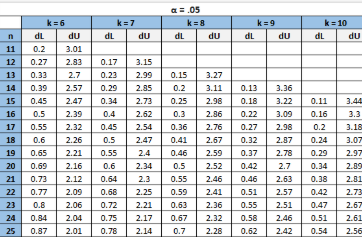 α = .05
k = 6 k = 7 k = 8 k = 9 k = 10
n dL dU dL dU dL dU dL dU dL dU
11 0.2 3.01
12 0.27 2.83 0.17 3.15
13 0.33 2.7 0.23 2.99 0.15 3.27
14 0.39 2.57 0.29 2.85 0.2 3.11 0.13 3.36
15 0.45 2.47 0.34 2.73 0.25 2.98 0.18 3.22 0.11 3.44
16 0.5 2.39 0.4 2.62 0.3 2.86 0.22 3.09 0.16 3.3
17 0.55 2.32 0.45 2.54 0.36 2.76 0.27 2.98 0.2 3.18
18 0.6 2.26 0.5 2.47 0.41 2.67 0.32 2.87 0.24 3.07
19 0.65 2.21 0.55 2.4 0.46 2.59 0.37 2.78 0.29 2.97
20 0.69 2.16 0.6 2.34 0.5 2.52 0.42 2.7 0.34 2.89
21 0.73 2.12 0.64 2.3 0.55 2.46 0.46 2.63 0.38 2.81
22 0.77 2.09 0.68 2.25 0.59 2.41 0.51 2.57 0.42 2.73
23 0.8 2.06 0.72 2.21 0.63 2.36 0.55 2.51 0.47 2.67
24 0.84 2.04 0.75 2.17 0.67 2.32 0.58 2.46 0.51 2.61
25 0.87 2.01 0.78 2.14 0.7 2.28 0.62 2.42 0.54 2.56